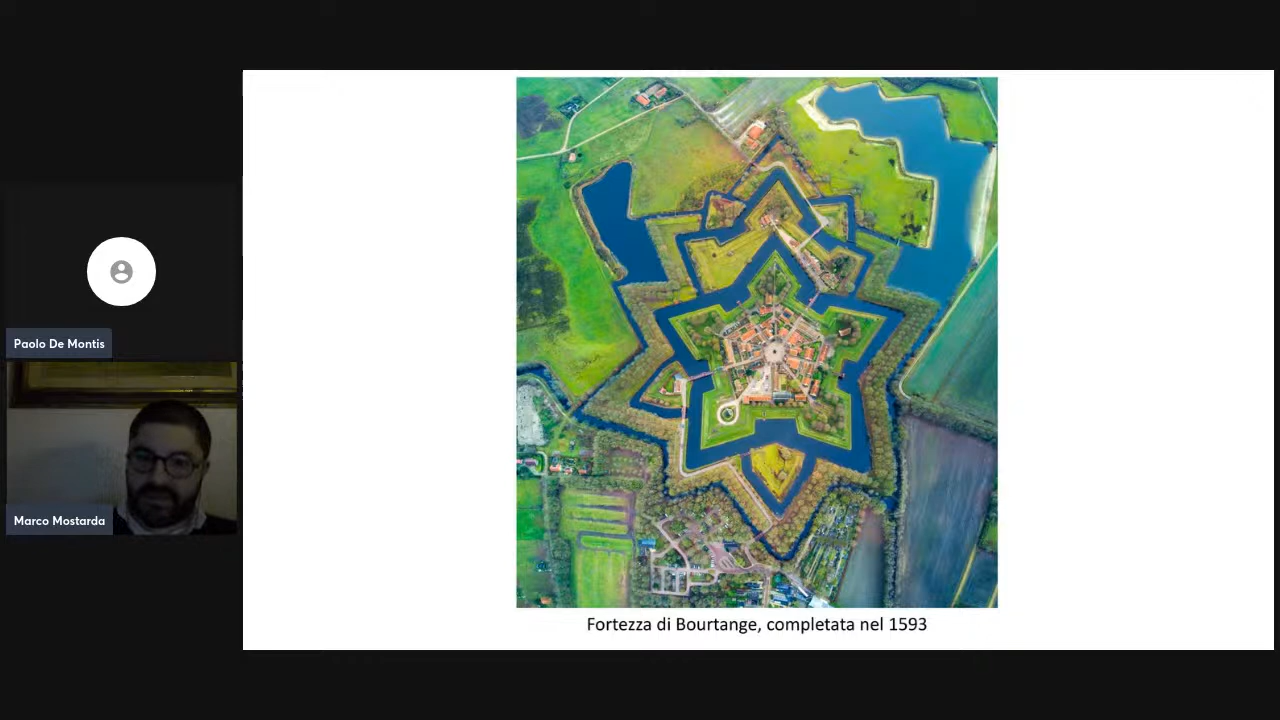 Paolo De Montis
Marco Mostarda
Fortezza di Bourtange, completata nel 1593